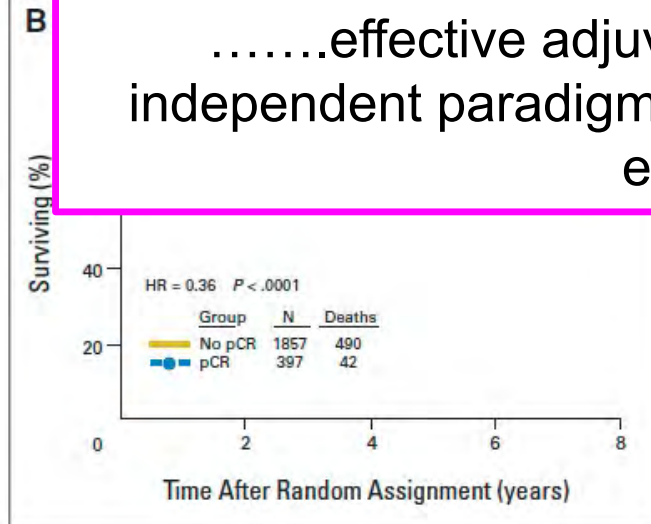 B
…….effective adjuv
independent paradigm
e
Surviving (%)
40
HR = 0.36 P < .0001
Group N Deaths
No pCR 1857 490
20
pCR 397 42
0 2 4 6 8
Time After Random Assignment (years)